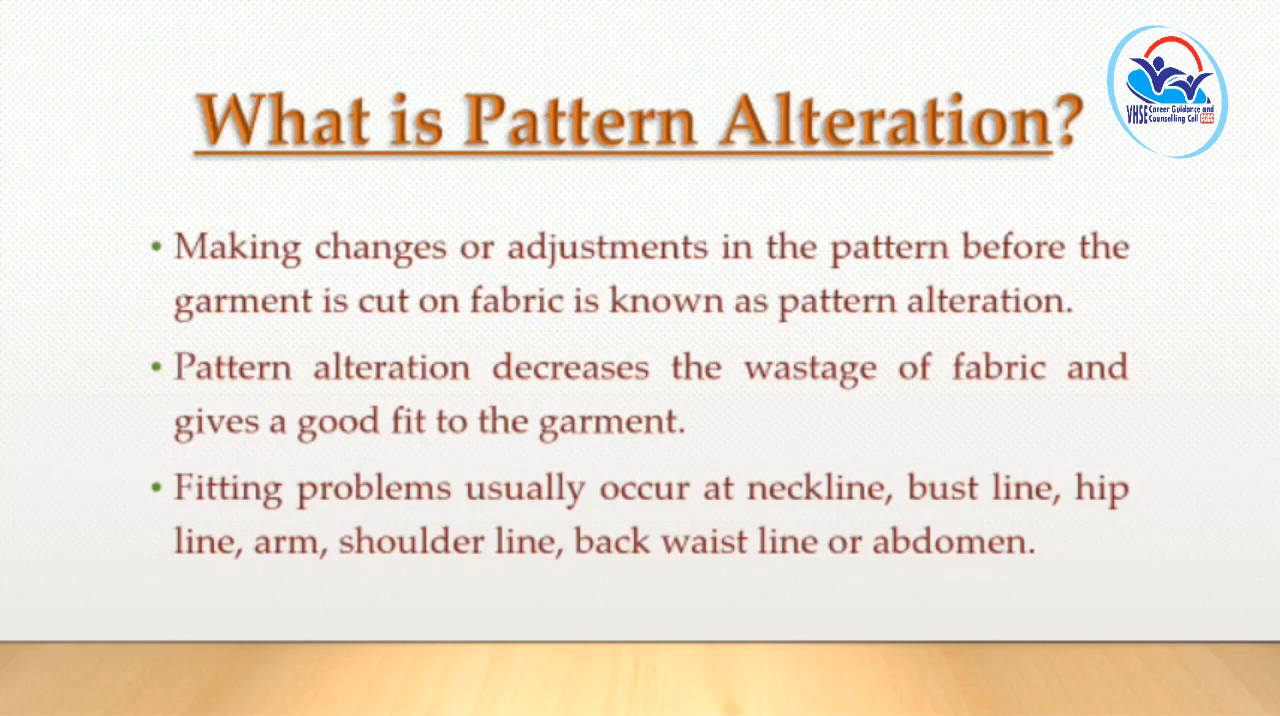 What is Pattern Alteration?
VHSE Career Guidance and
Counselling Cell CGCC
• Making changes or adjustments in the pattern before the
garment is cut on fabric is known as pattern alteration.
• Pattern alteration decreases the wastage of fabric and
gives a good fit to the garment.
• Fitting problems usually occur at neckline, bust line, hip
line, arm, shoulder line, back waist line or abdomen.